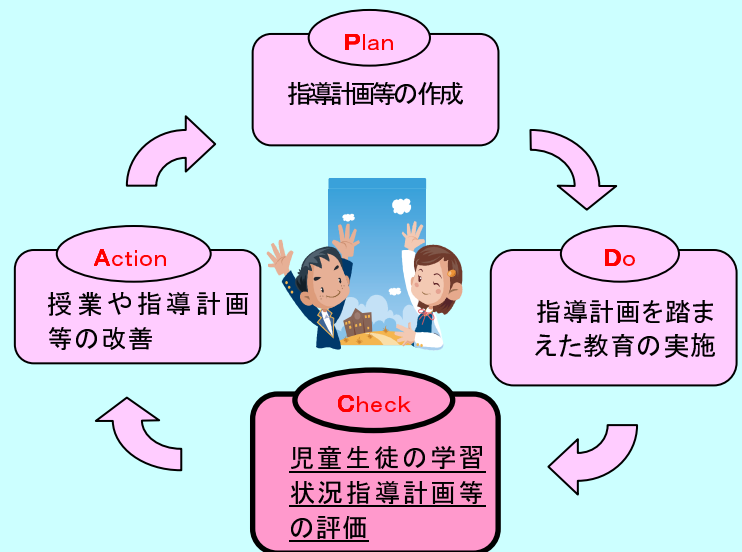 Plan
指導計画等の作成
Do
指導計画を踏ま
えた教育の実施
Check
児童生徒の学習
状況指導計画等
の評価
Action
授業や指導計画
等の改善